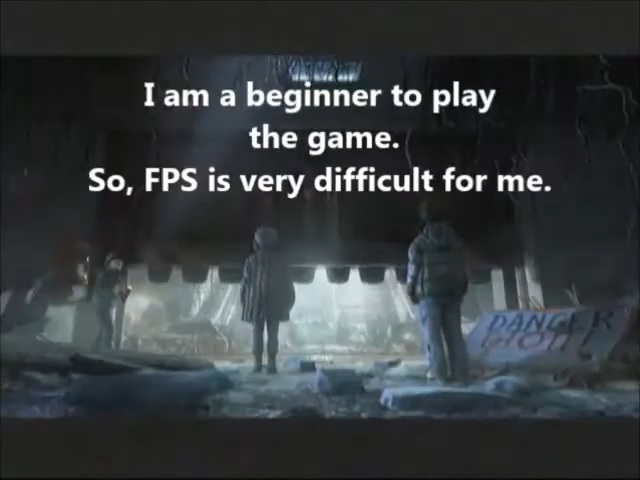 I am a beginner to play
the game.
So, FPS is very difficult for me.
DANGER